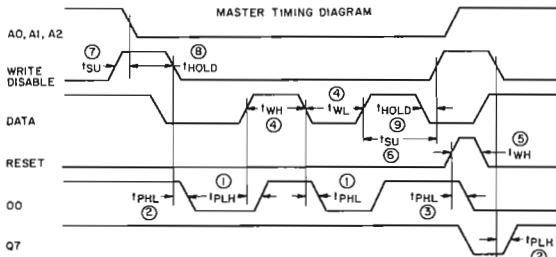 MASTER TIMING DIAGRAM
A0, A1, A2
⑦ ⑧
tSU tHOLD
WRITE
DISABLE
④
tWH tWL tHOLD
DATA
④ ⑨
tSU
⑥ ⑤
RESET tWH
① ①
tPHL tPLH tPHL tPHL
00
② ③
Q7 tPLH